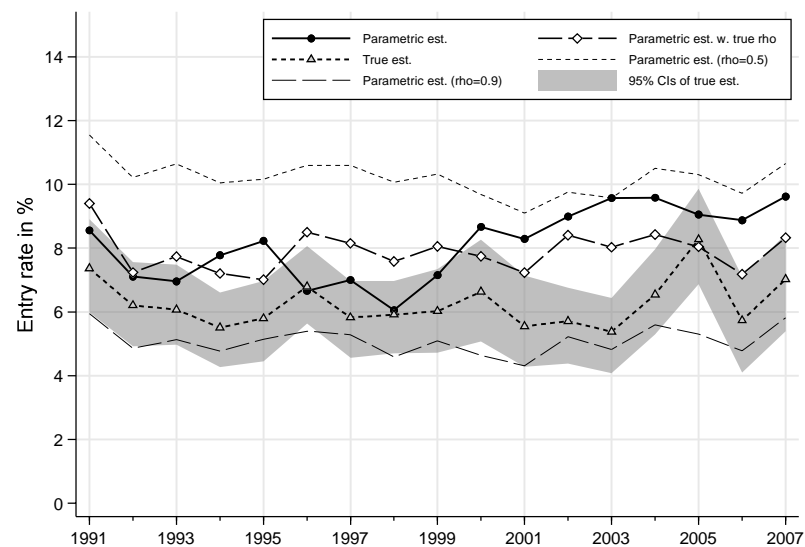 Parametric est. Parametric est. w. true rho
True est. Parametric est. (rho=0.5)
Parametric est. (rho=0.9) 95% CIs of true est.
Entry rate in %
14
12
10
8
6
4
2
0
1991 1993 1995 1997 1999 2001 2003 2005 2007